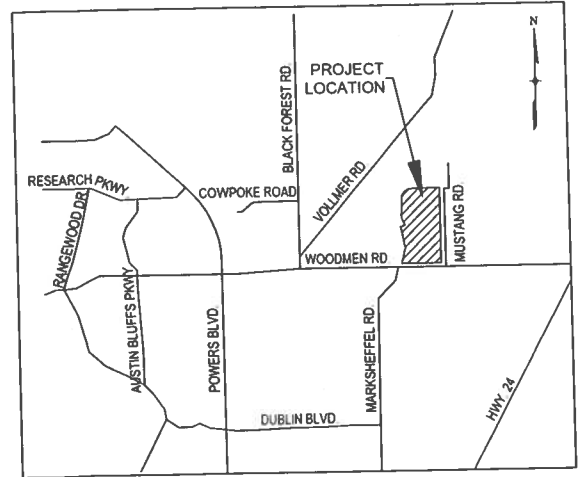 N
PROJECT
LOCATION
BLACK FOREST RD.
VOLLMER RD
RESEARCH PKWY.
COWPOKE ROAD
RANGEWOOD DR.
MUSTANG RD.
WOODMEN RD
AUSTIN BLUFFS PKWY
POWERS BLVD.
MARKSHEFFEL RD.
HWY. 24
DUBLIN BLVD.